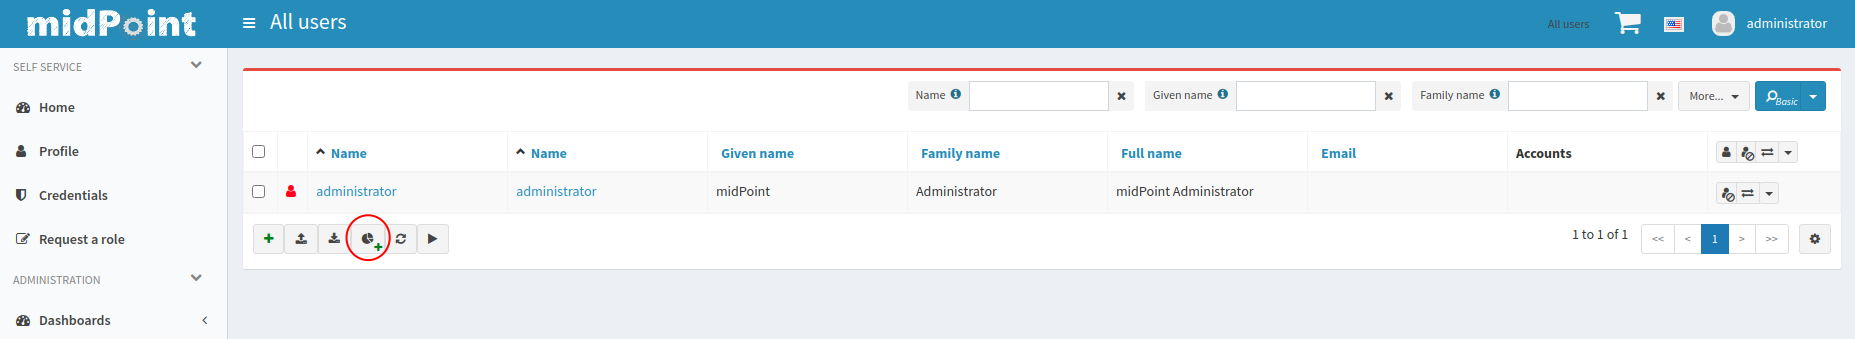 midPoint
All users
All users
administrator
SELF SERVICE
Home
Profile
Credentials
Request a role
ADMINISTRATION
Dashboards
Name
Given name
Family name
More...
Basic
Name
Name
Given name
Family name
Full name
Email
Accounts
administrator
administrator
midPoint
Administrator
midPoint Administrator
1 to 1 of 1
<<
<
1
>
>>